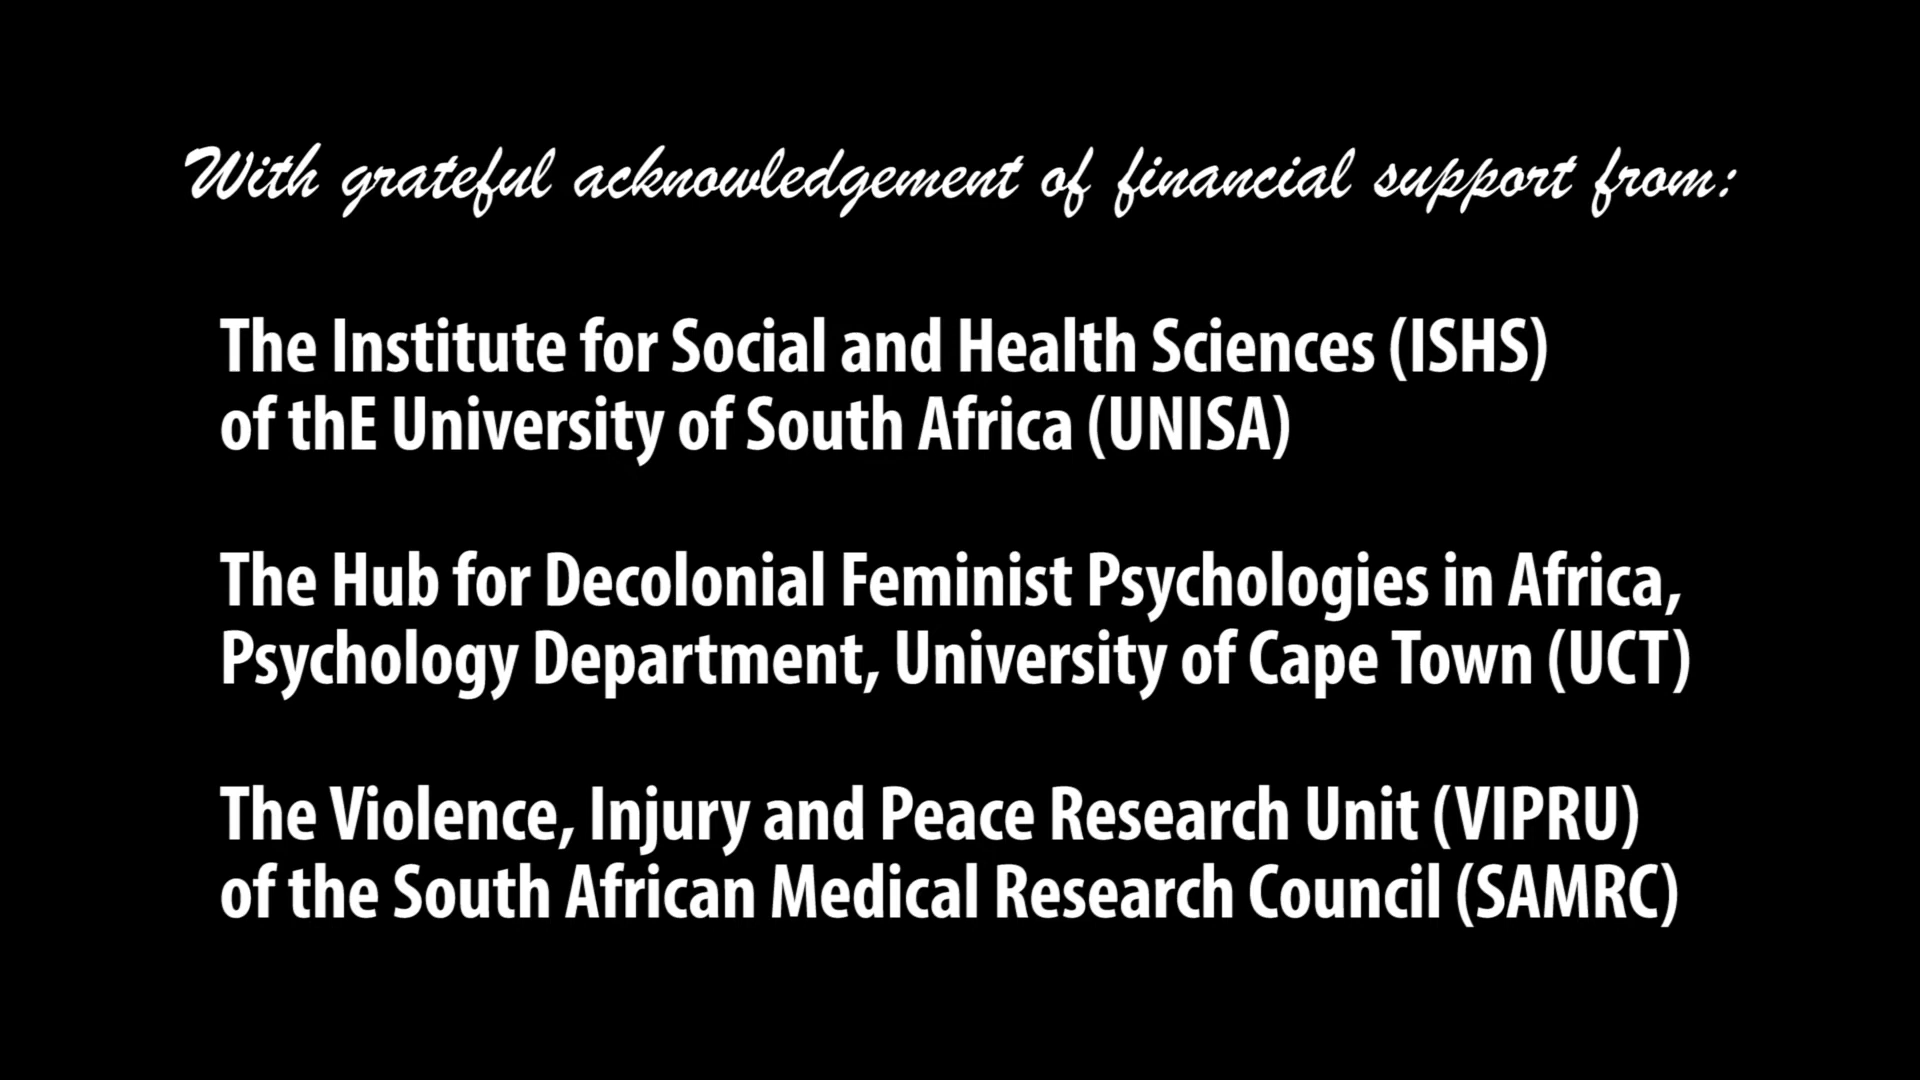 With grateful acknowledgement of financial support from:
The Institute for Social and Health Sciences (ISHS)
of thE University of South Africa (UNISA)
The Hub for Decolonial Feminist Psychologies in Africa,
Psychology Department, University of Cape Town (UCT)
The Violence, Injury and Peace Research Unit (VIPRU)
of the South African Medical Research Council (SAMRC)